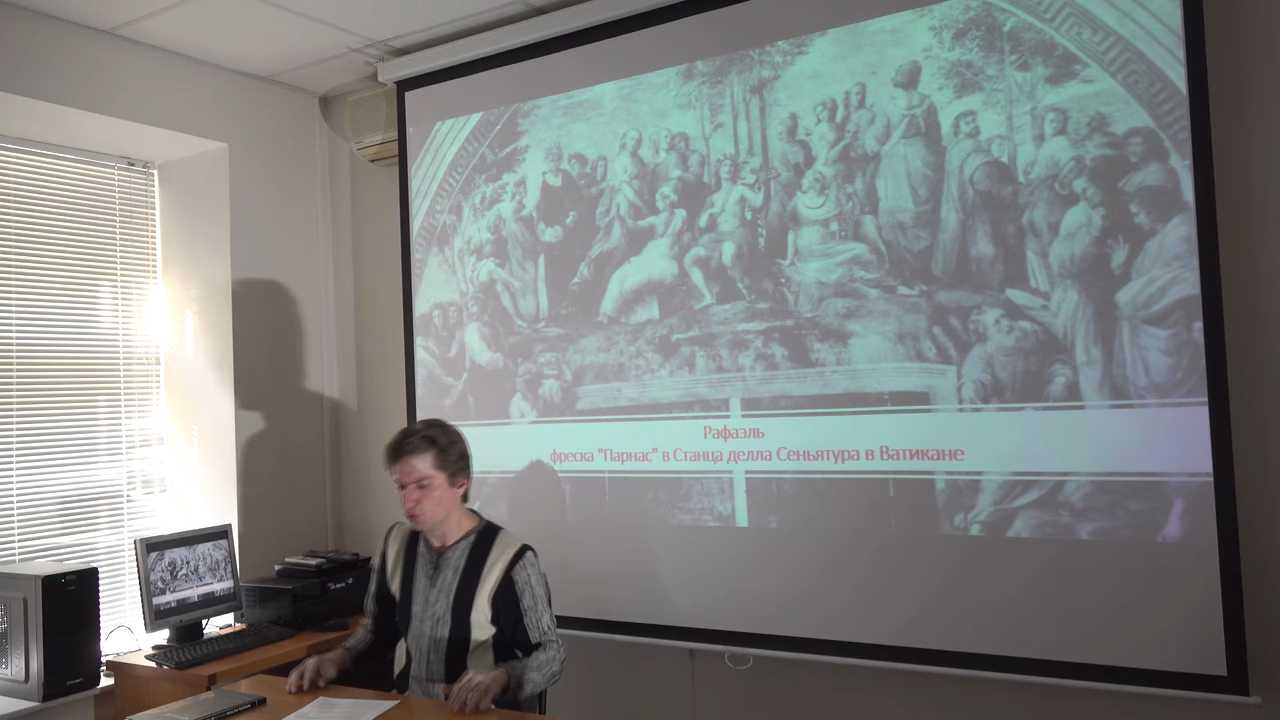 Рафаэль
фреска "Парнас" в Станца делла Сеньятура в Ватикане